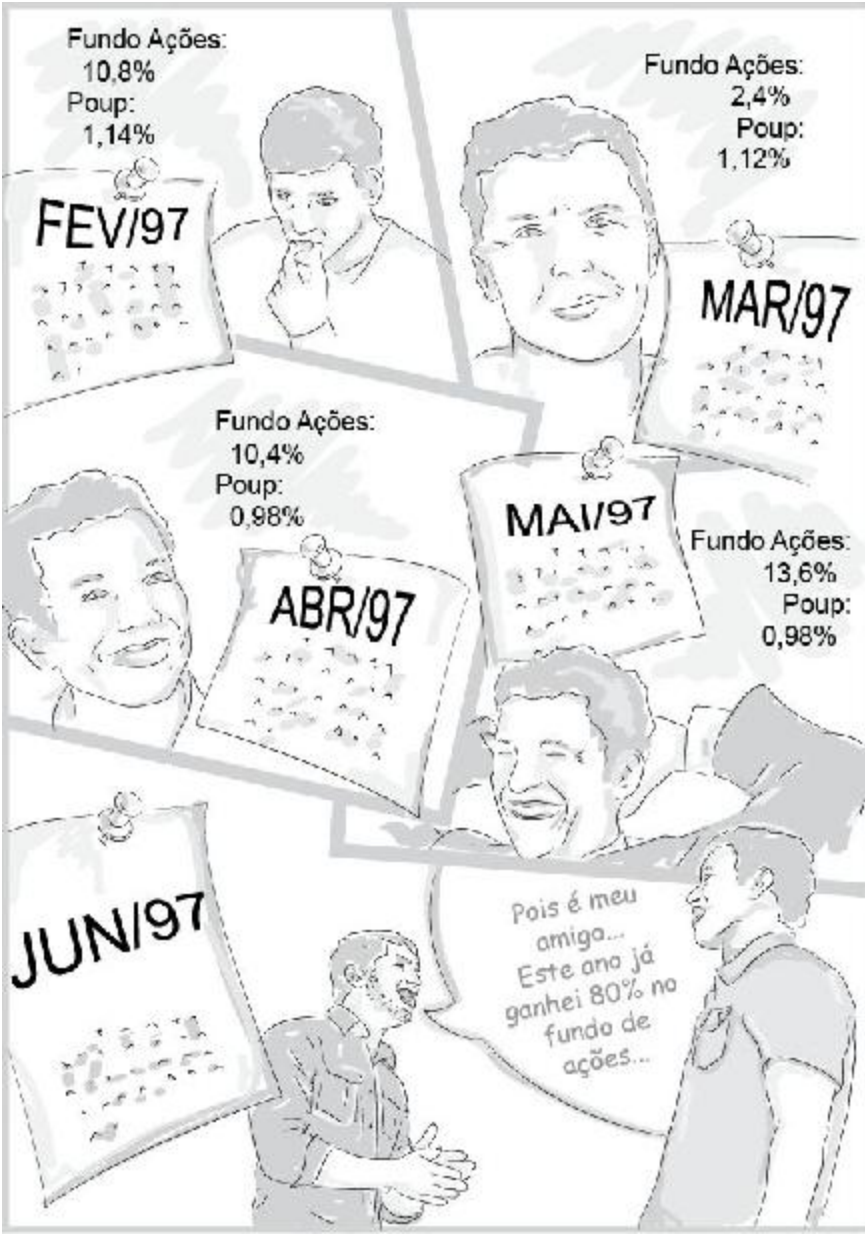 Fundo Ações:
10,8%
Poup:
1,14%
FEV/97
Fundo Ações:
2,4%
Poup:
1,12%
MAR/97
Fundo Ações:
10,4%
Poup:
0,98%
ABR/97
MAI/97
Fundo Ações:
13,6%
Poup:
0,98%
JUN/97
Pois é meu
amigo...
Este ano já
ganhei 80% no
fundo de
ações...